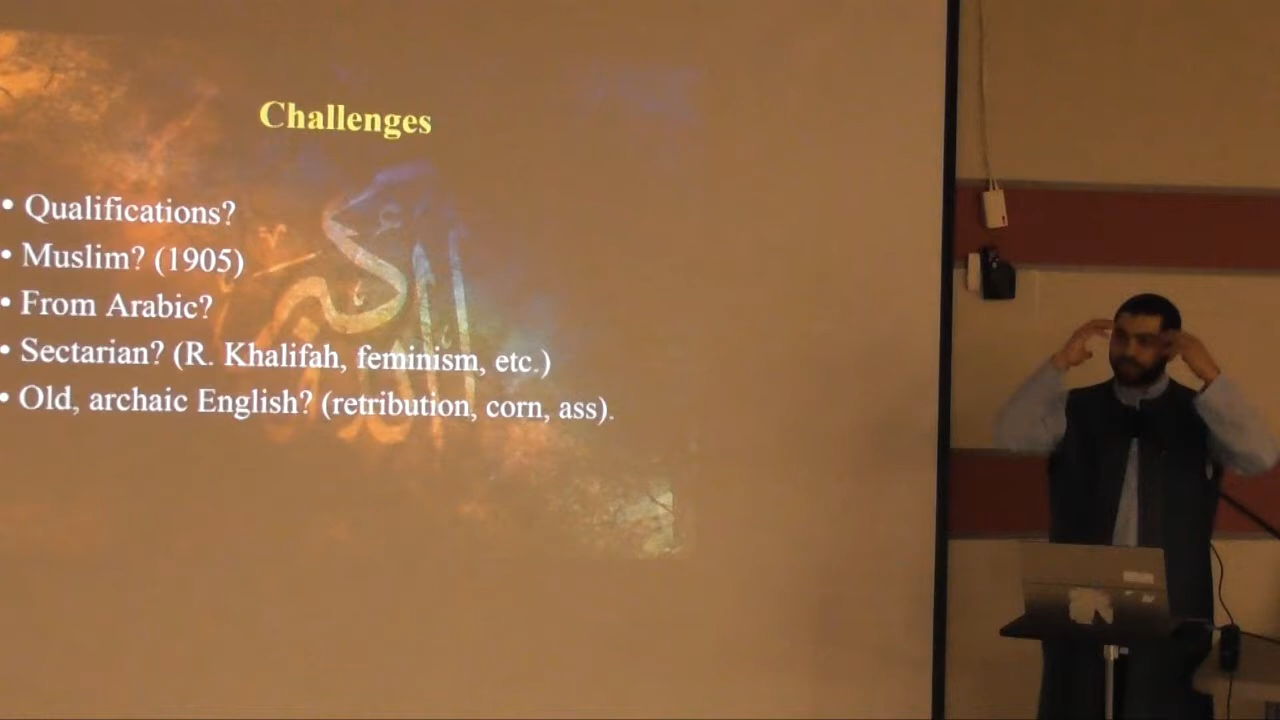 Challenges
• Qualifications?
• Muslim? (1905)
• From Arabic?
• Sectarian? (R. Khalifah, feminism, etc.)
• Old, archaic English? (retribution, corn, ass).